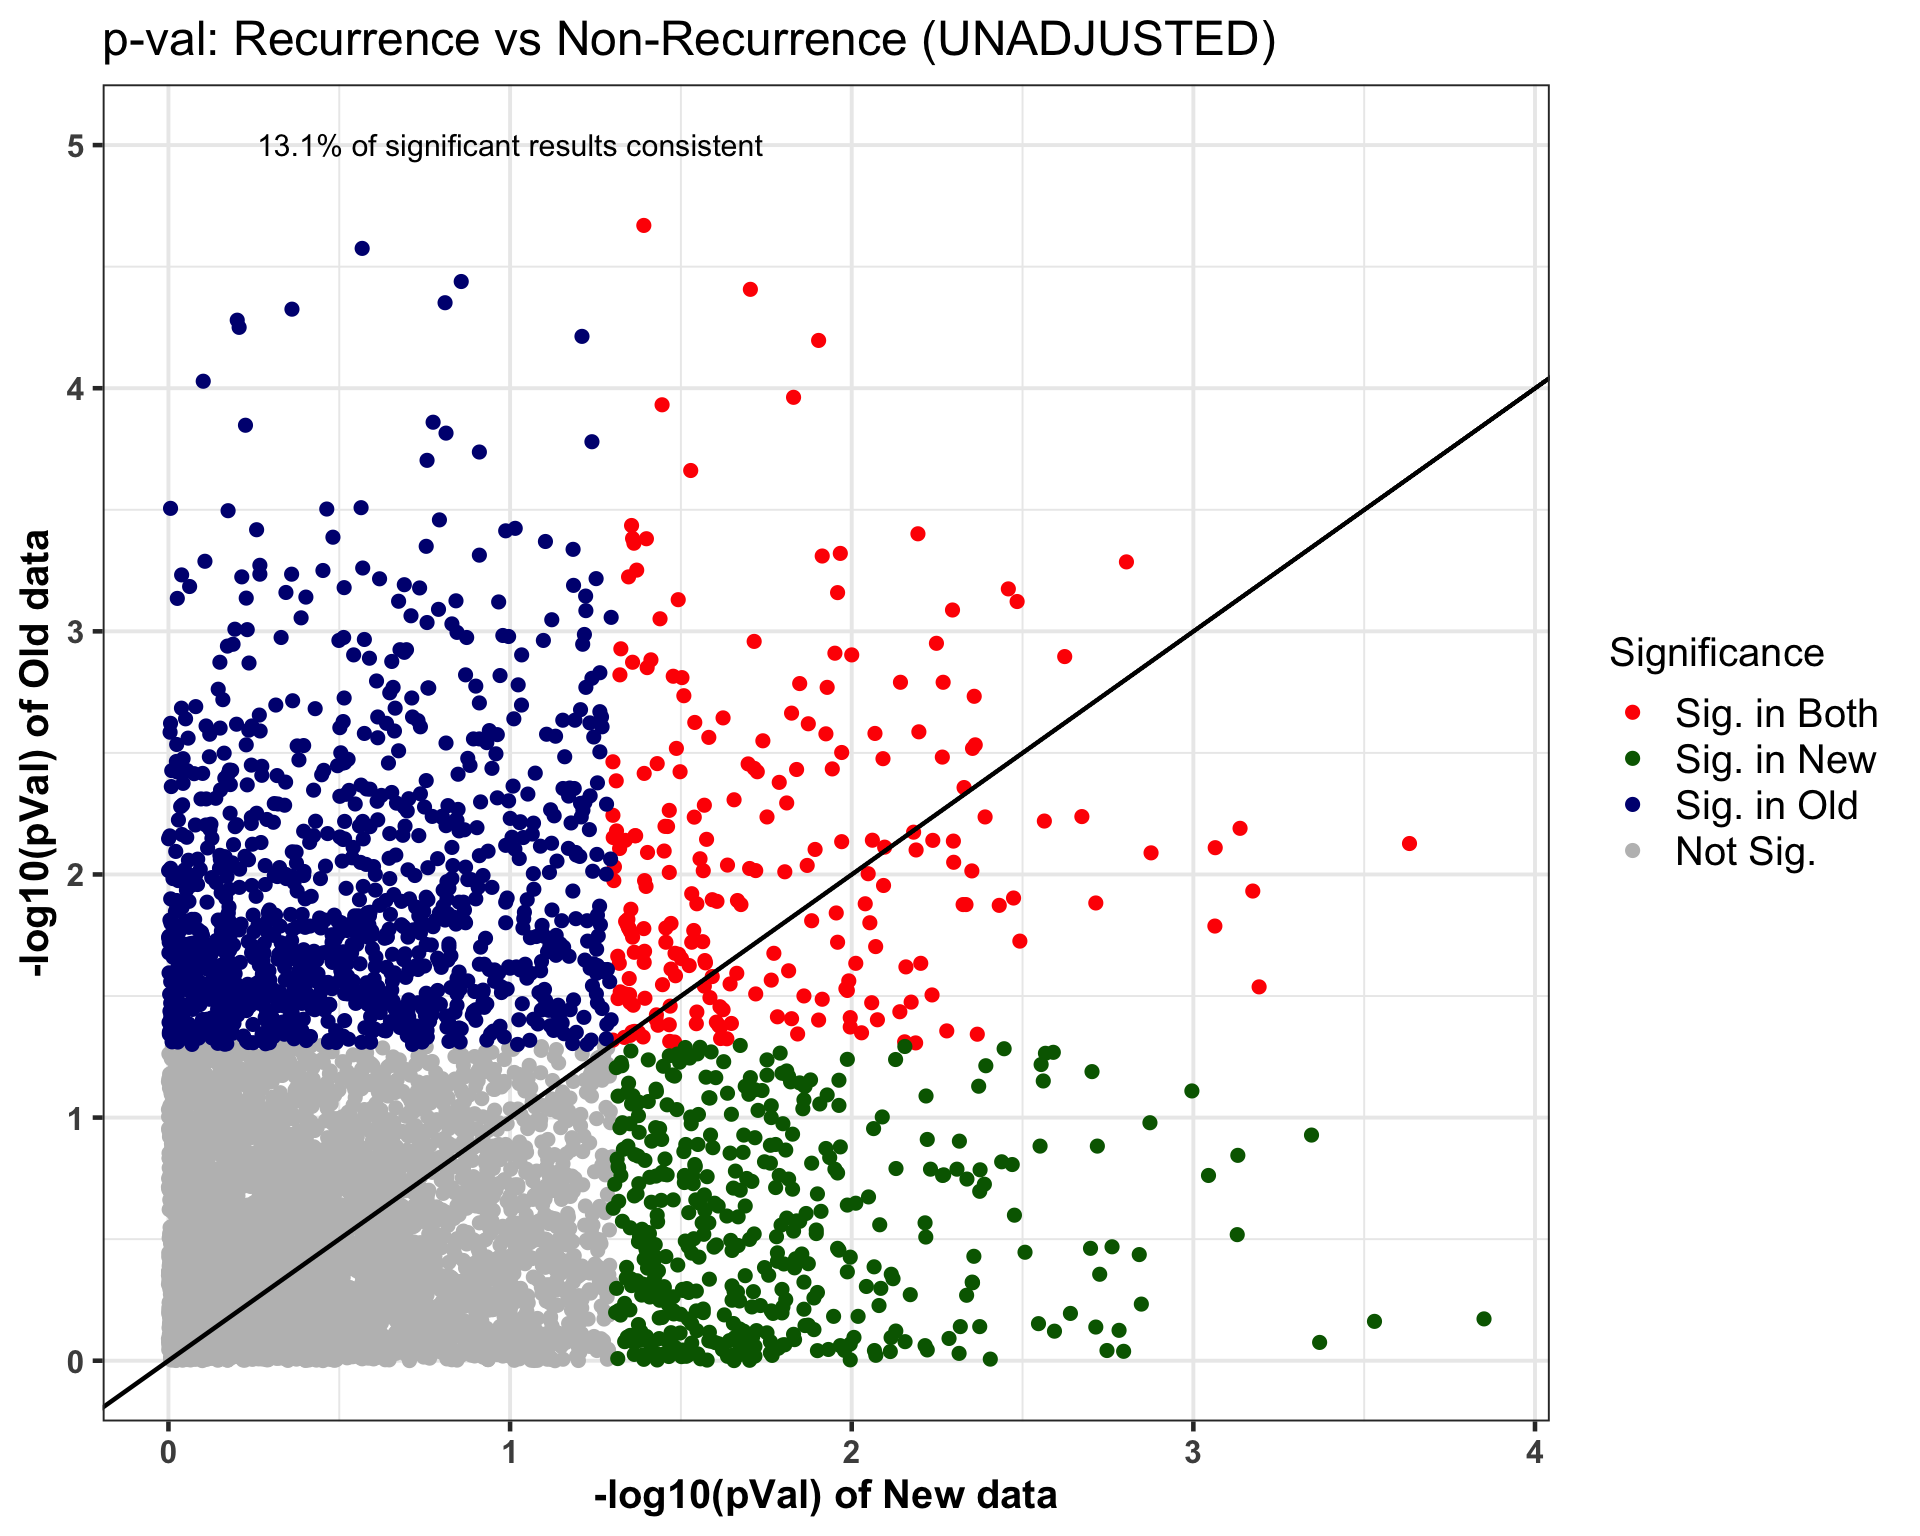 p-val: Recurrence vs Non-Recurrence (UNADJUSTED)
13.1% of significant results consistent
5
4
3
2
1
0
-log10(pVal) of Old data
0 1 2 3 4
-log10(pVal) of New data
Significance
Sig. in Both
Sig. in New
Sig. in Old
Not Sig.